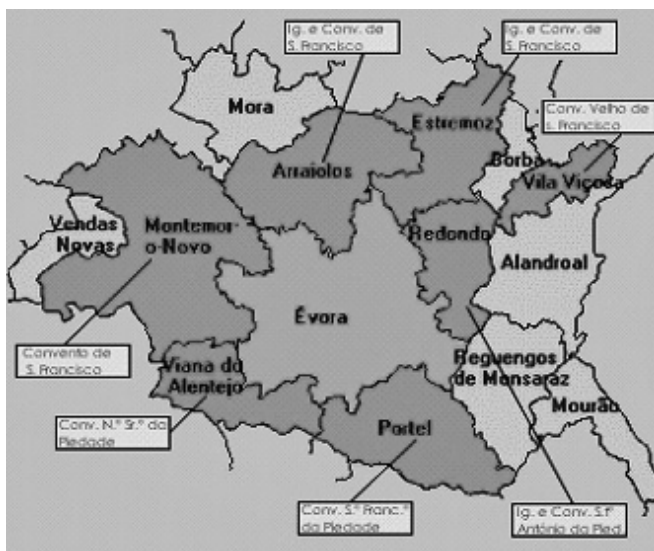 Ig. e Conv. de
S. Francisco
Ig. e Conv. de
S. Francisco
Conv. Velho de
s. Francisco
Mora
Estremoz
Borba
Arraiolos
Vila Viçosa
Vendas
Novas
Montemor-
o-Novo
Redondo
Alandroal
Évora
Convento de
S. Francisco
Viana do
Alentejo
Reguengos
de Monsaraz
Mourão
Conv. N.ª Sr.ª da
Piedade
Portel
Conv. S.ª Franc.ª
da Piedade
Ig. e Conv. S.tº
António da Pied.